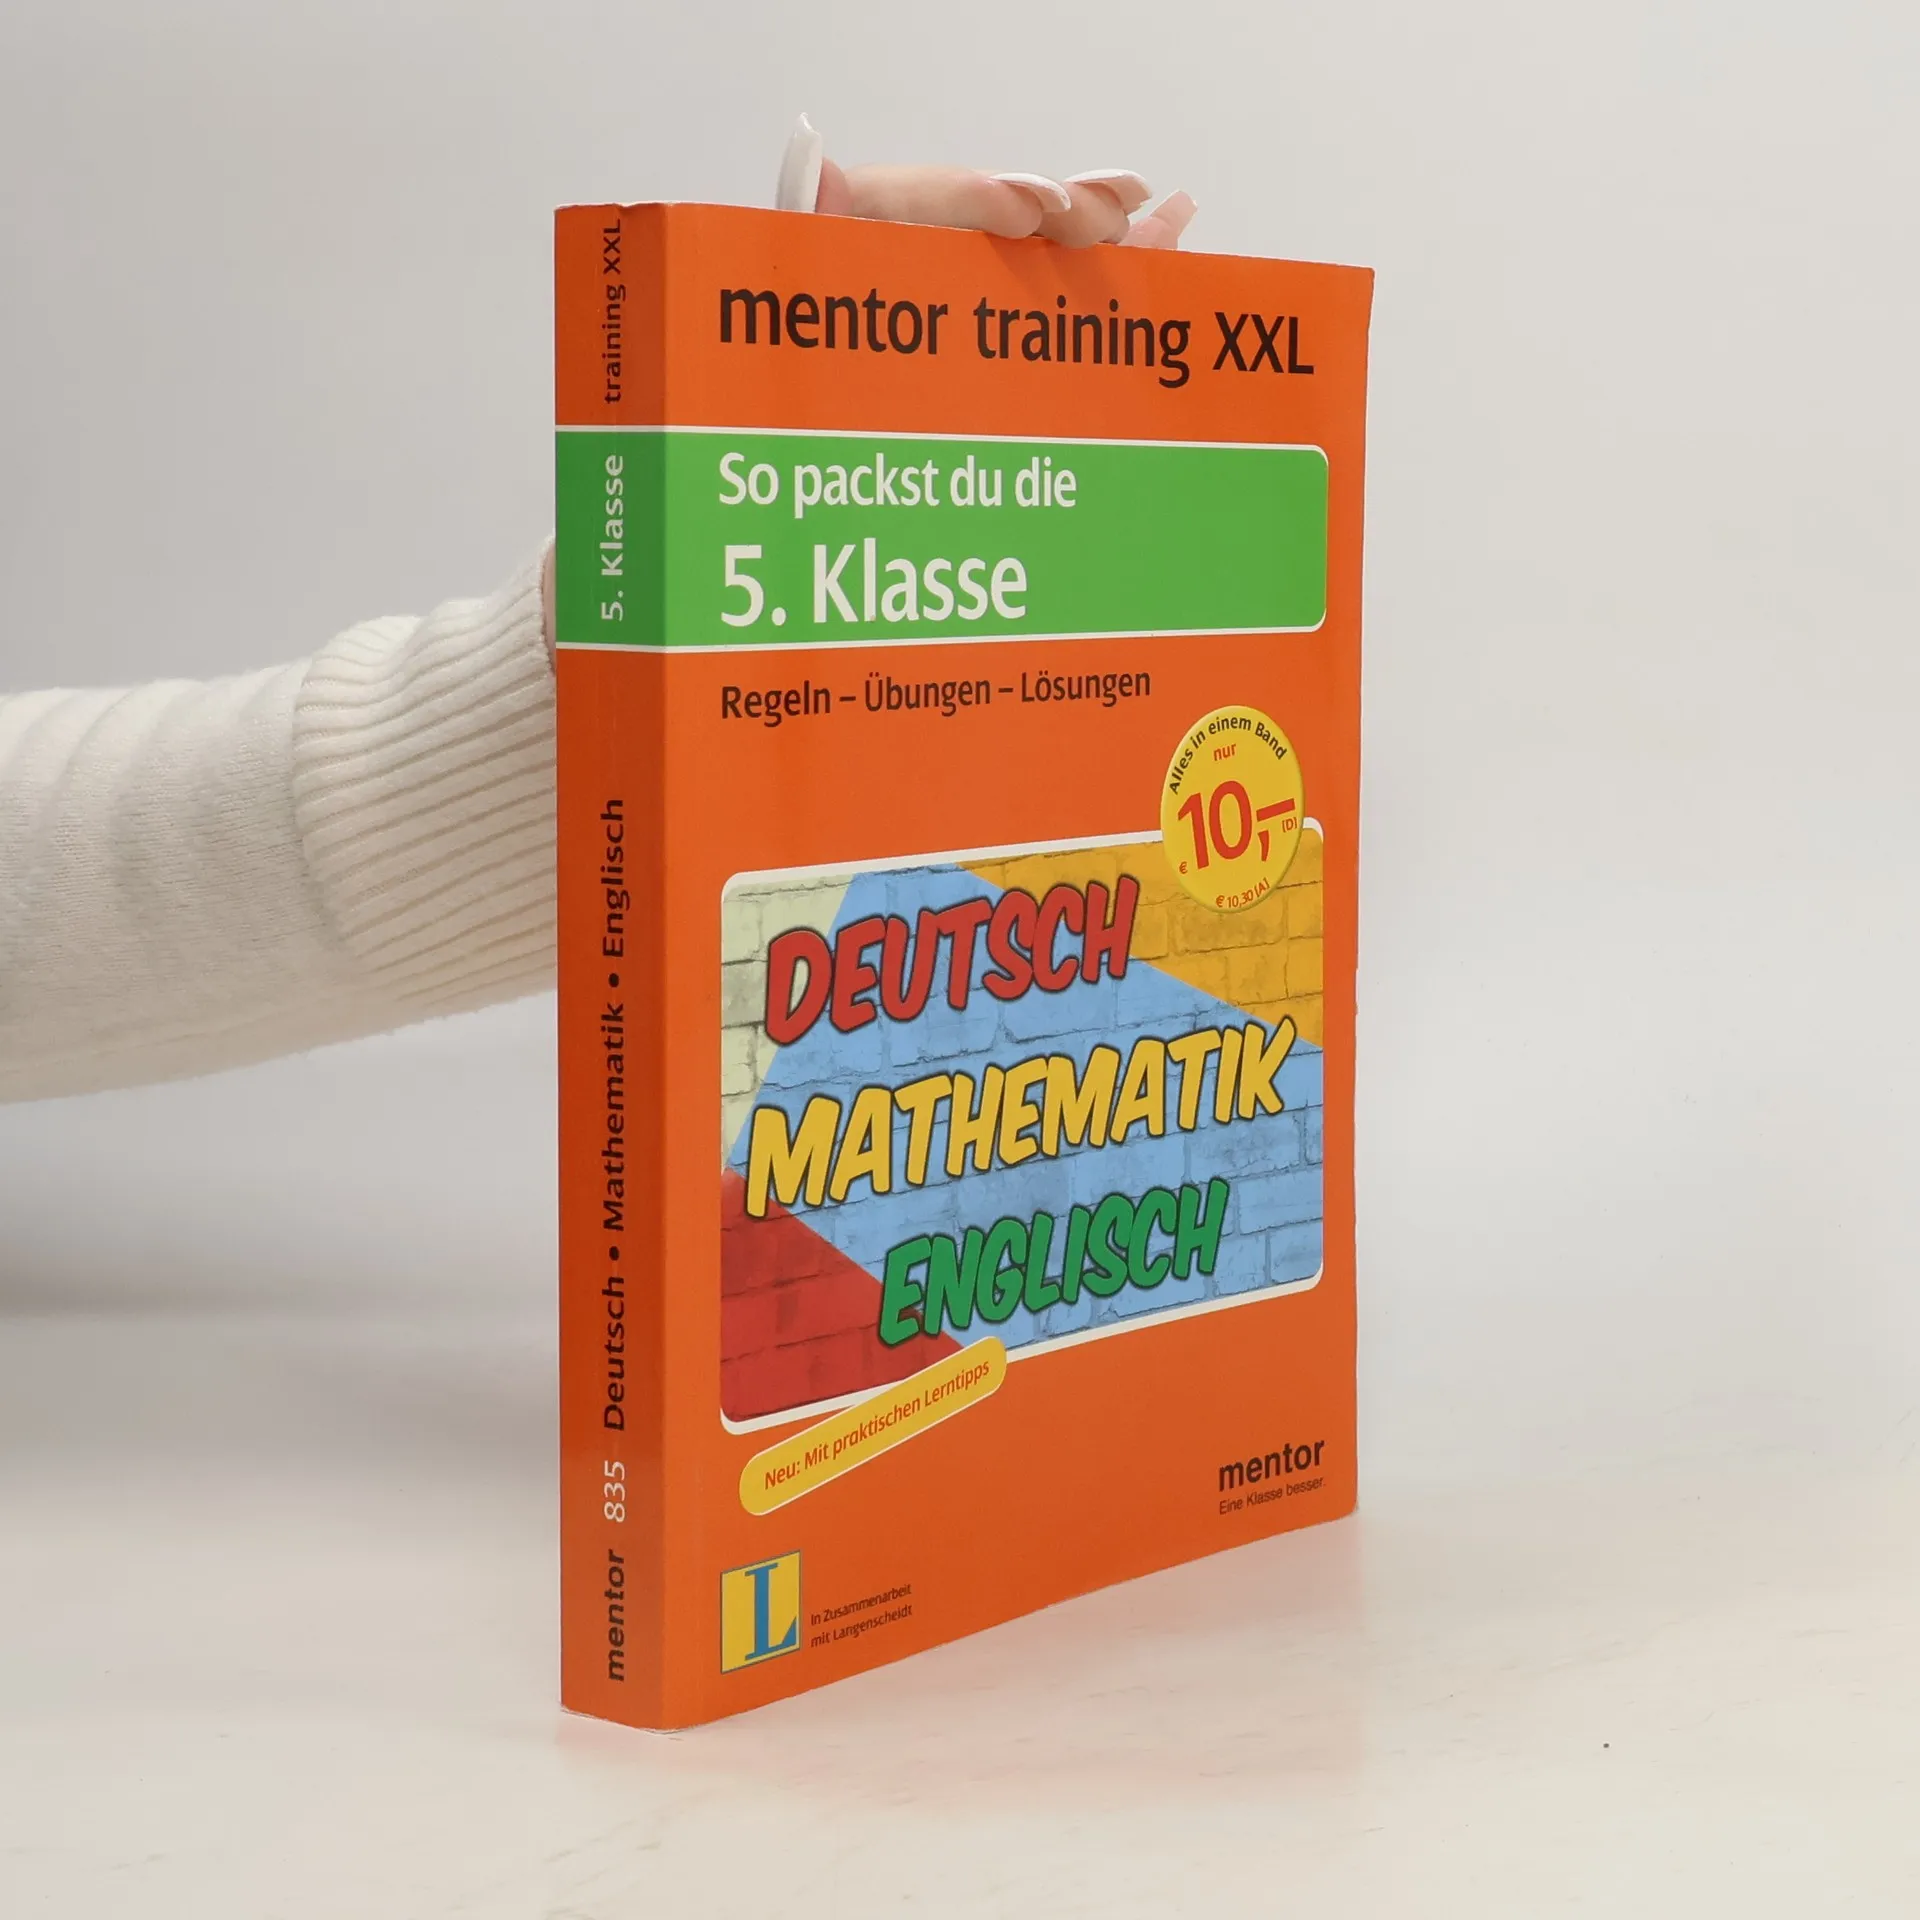 mentor training XXL
So packst du die
5. Klasse
Regeln – Übungen – Lösungen
Alles in einem Band
nur
€ 10,– (D)
€ 10,30 (A)
DEUTSCH
MATHEMATIK
ENGLISCH
Neu: Mit praktischen Lerntipps
mentor
Eine Klasse besser.
L
In Zusammenarbeit
mit Langenscheidt
mentor 835 Deutsch • Mathematik • Englisch 5. Klasse training XXL